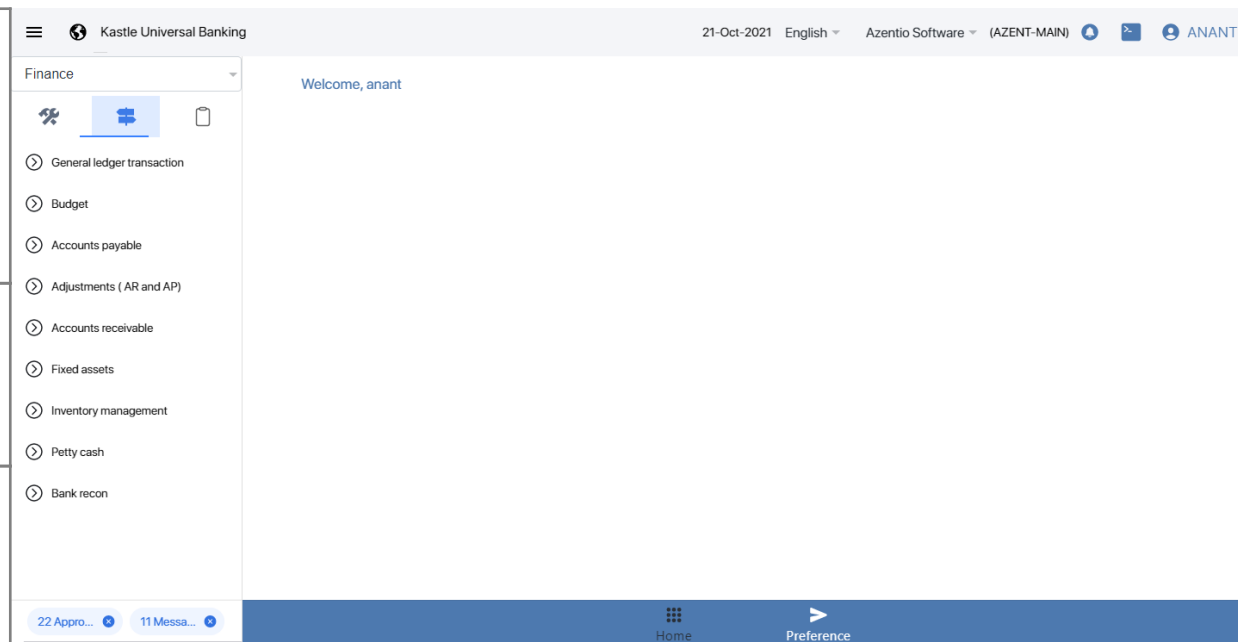 Kastle Universal Banking 21-Oct-2021 English Azentio Software (AZENT-MAIN) ANANT
Finance
Welcome, anant
General ledger transaction
Budget
Accounts payable
Adjustments ( AR and AP)
Accounts receivable
Fixed assets
Inventory management
Petty cash
Bank recon
22 Appro... 11 Messa...
Home Preference